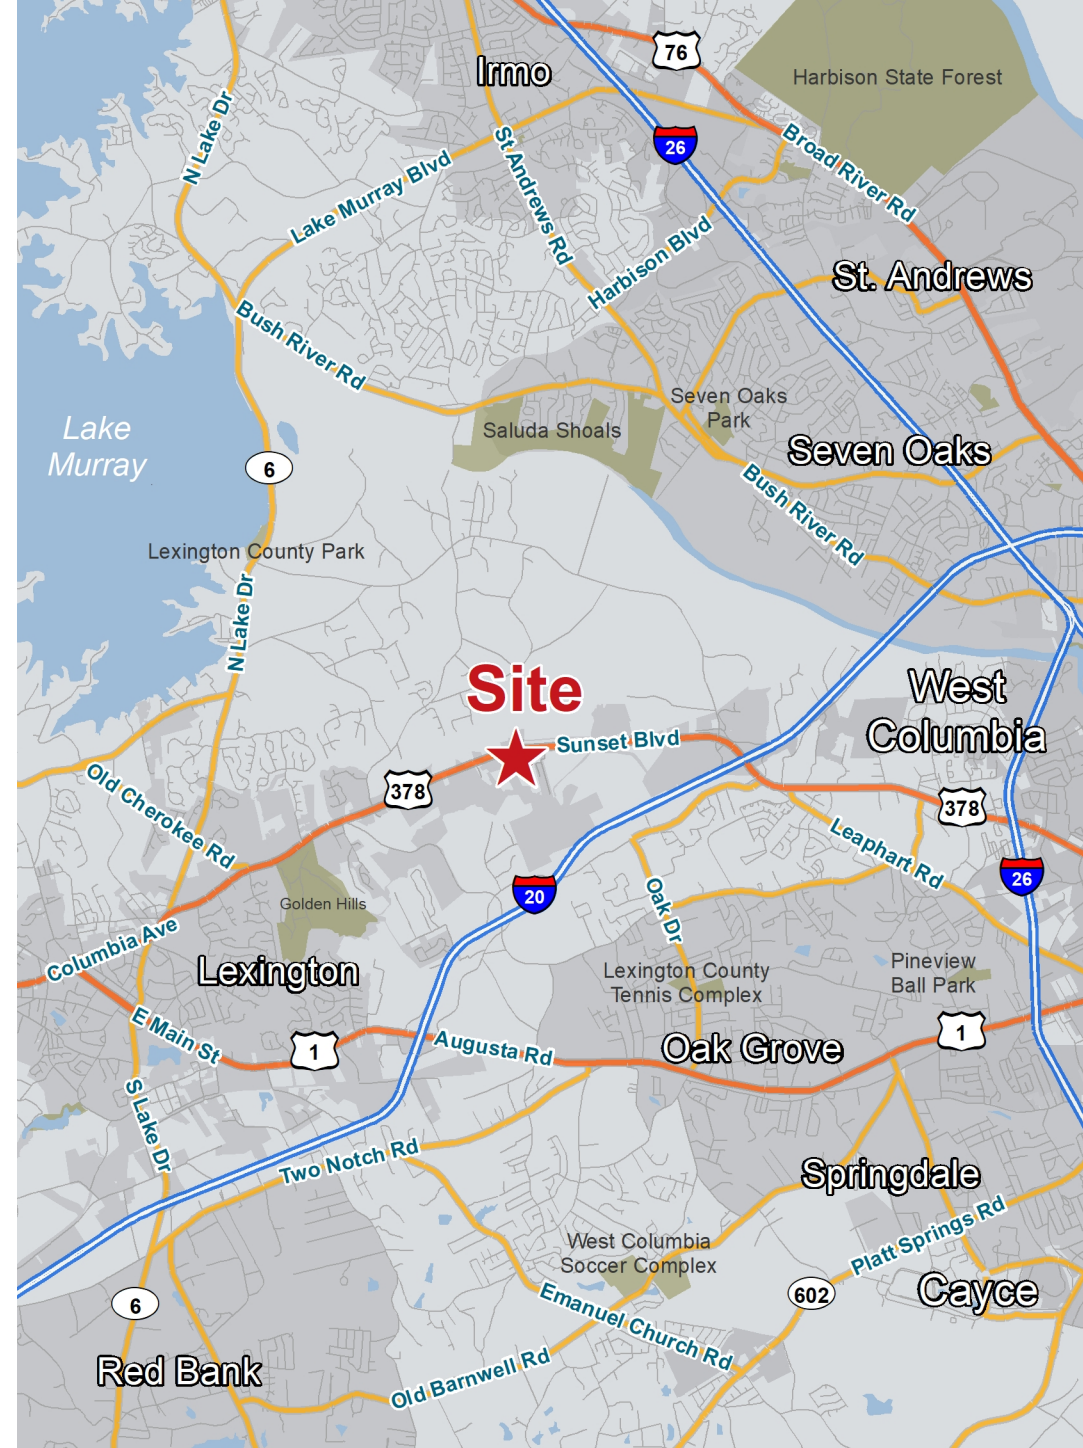 76
Irmo
Harbison State Forest
N Lake Dr
26
Broad River Rd
St Andrews Rd
Lake Murray Blvd
Harbison Blvd
St. Andrews
Bush River Rd
Seven Oaks
Park
Lake
Murray
Saluda Shoals
Seven Oaks
6
Bush River Rd
Lexington County Park
N Lake Dr
Site
West
Columbia
Sunset Blvd
Old Cherokee Rd
378
378
Leaphart Rd
20
26
Oak Dr
Golden Hills
Columbia Ave
Lexington
Lexington County
Tennis Complex
Pineview
Ball Park
E Main St
1
Augusta Rd
Oak Grove
1
S Lake Dr
Two Notch Rd
Springdale
Platt Springs Rd
West Columbia
Soccer Complex
6
Emanuel Church Rd
602
Cayce
Red Bank
Old Barnwell Rd